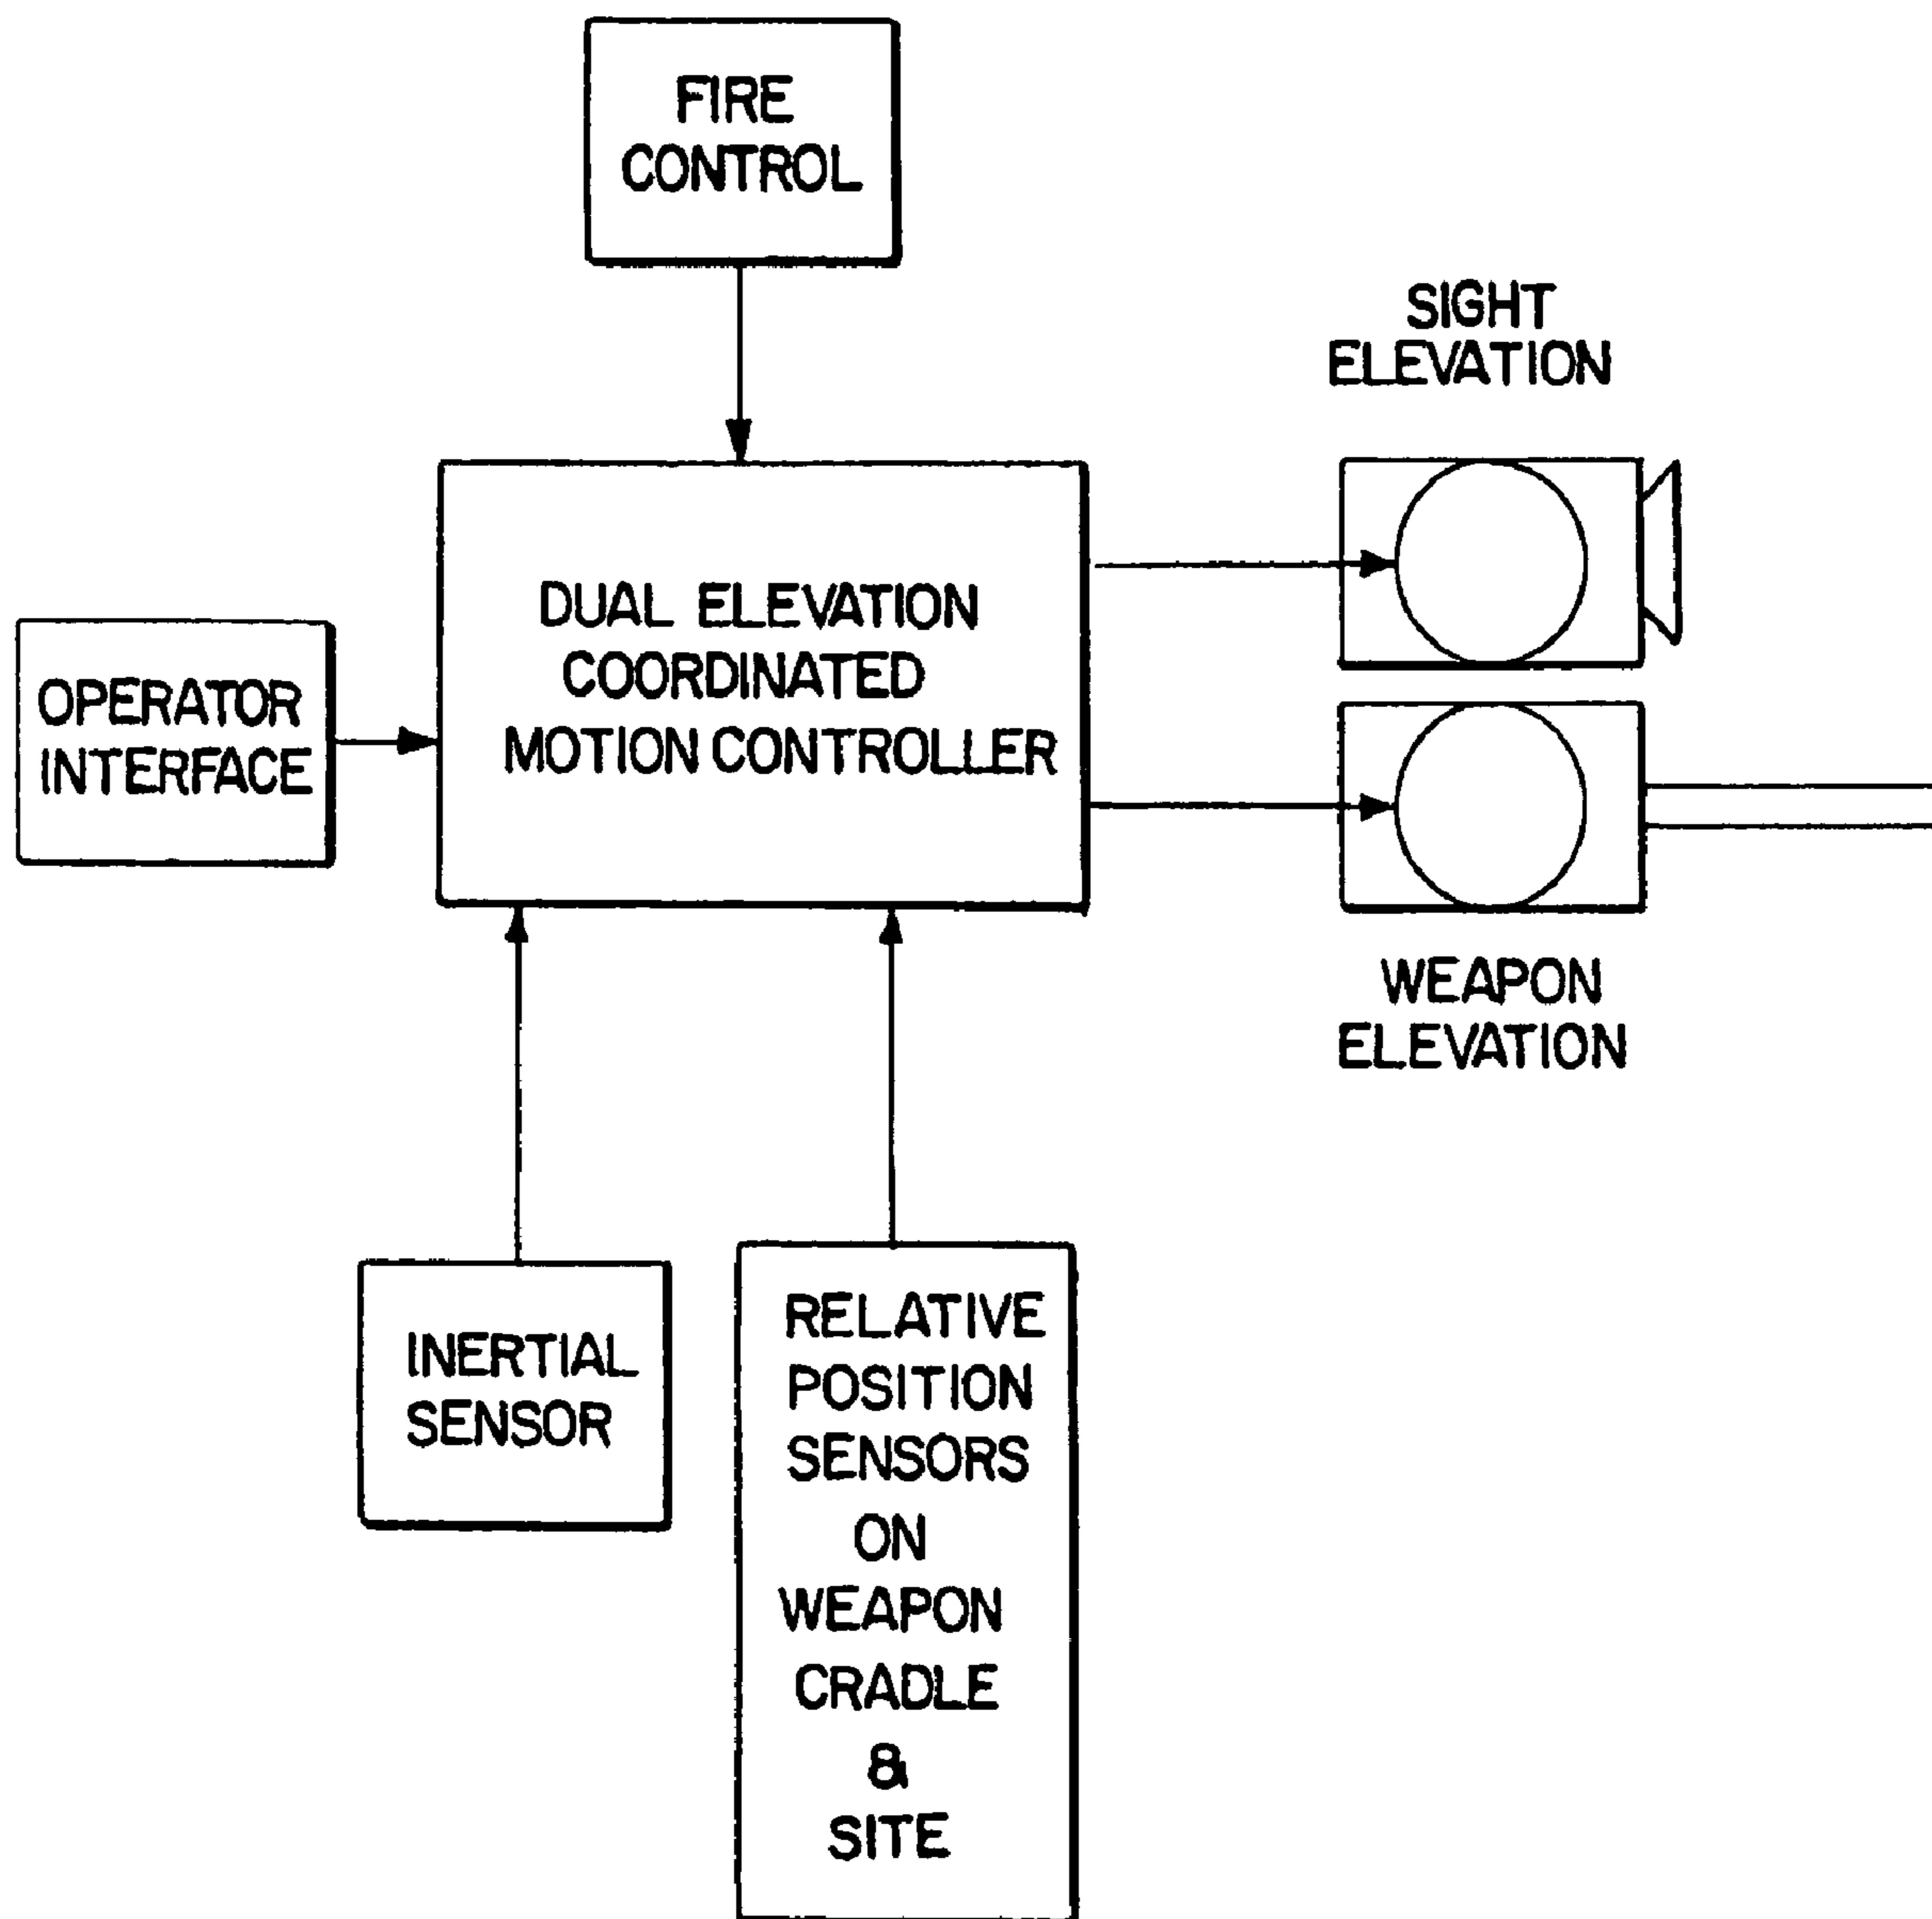 FIRE
CONTROL
SIGHT
ELEVATION
DUAL ELEVATION
COORDINATED
MOTION CONTROLLER
OPERATOR
INTERFACE
WEAPON
ELEVATION
INERTIAL
SENSOR
RELATIVE
POSITION
SENSORS
ON
WEAPON
CRADLE
&
SITE